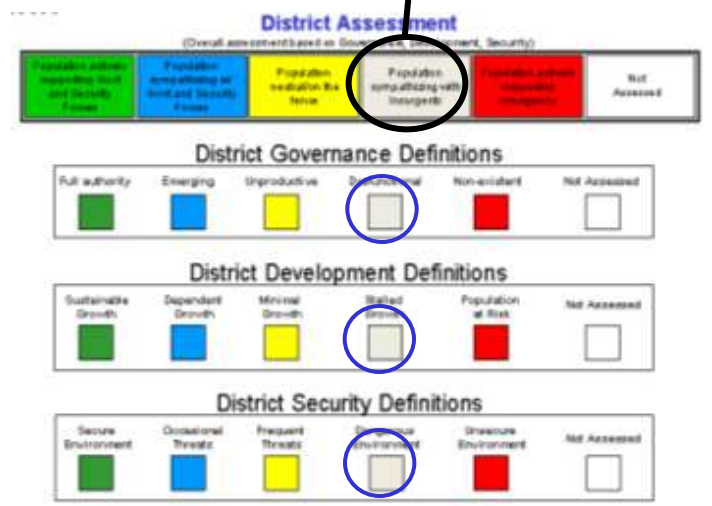 District Assessment
(Overall assessment based on Governance, Development, Security)
Population actively supporting and Security Forces
Population sympathizing w/ and Security Forces
Population neutral/on the fence
Population sympathizing with Insurgents
Population actively supporting Insurgency
Not Assessed
District Governance Definitions
Full authority Emerging Unproductive Dysfunctional Non-existent Not Assessed
District Development Definitions
Sustainable Dependent Minimal Stalled Population
Growth Growth Growth Growth at Risk Not Assessed
District Security Definitions
Secure Occasional Frequent Dangerous Unsecure
Environment Threats Threats Environment Environment Not Assessed